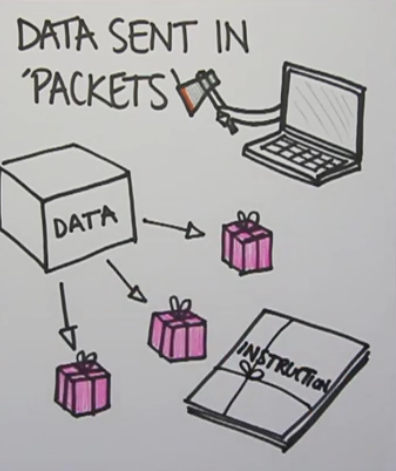 DATA SENT IN
'PACKETS'
DATA
INSTRUCTION